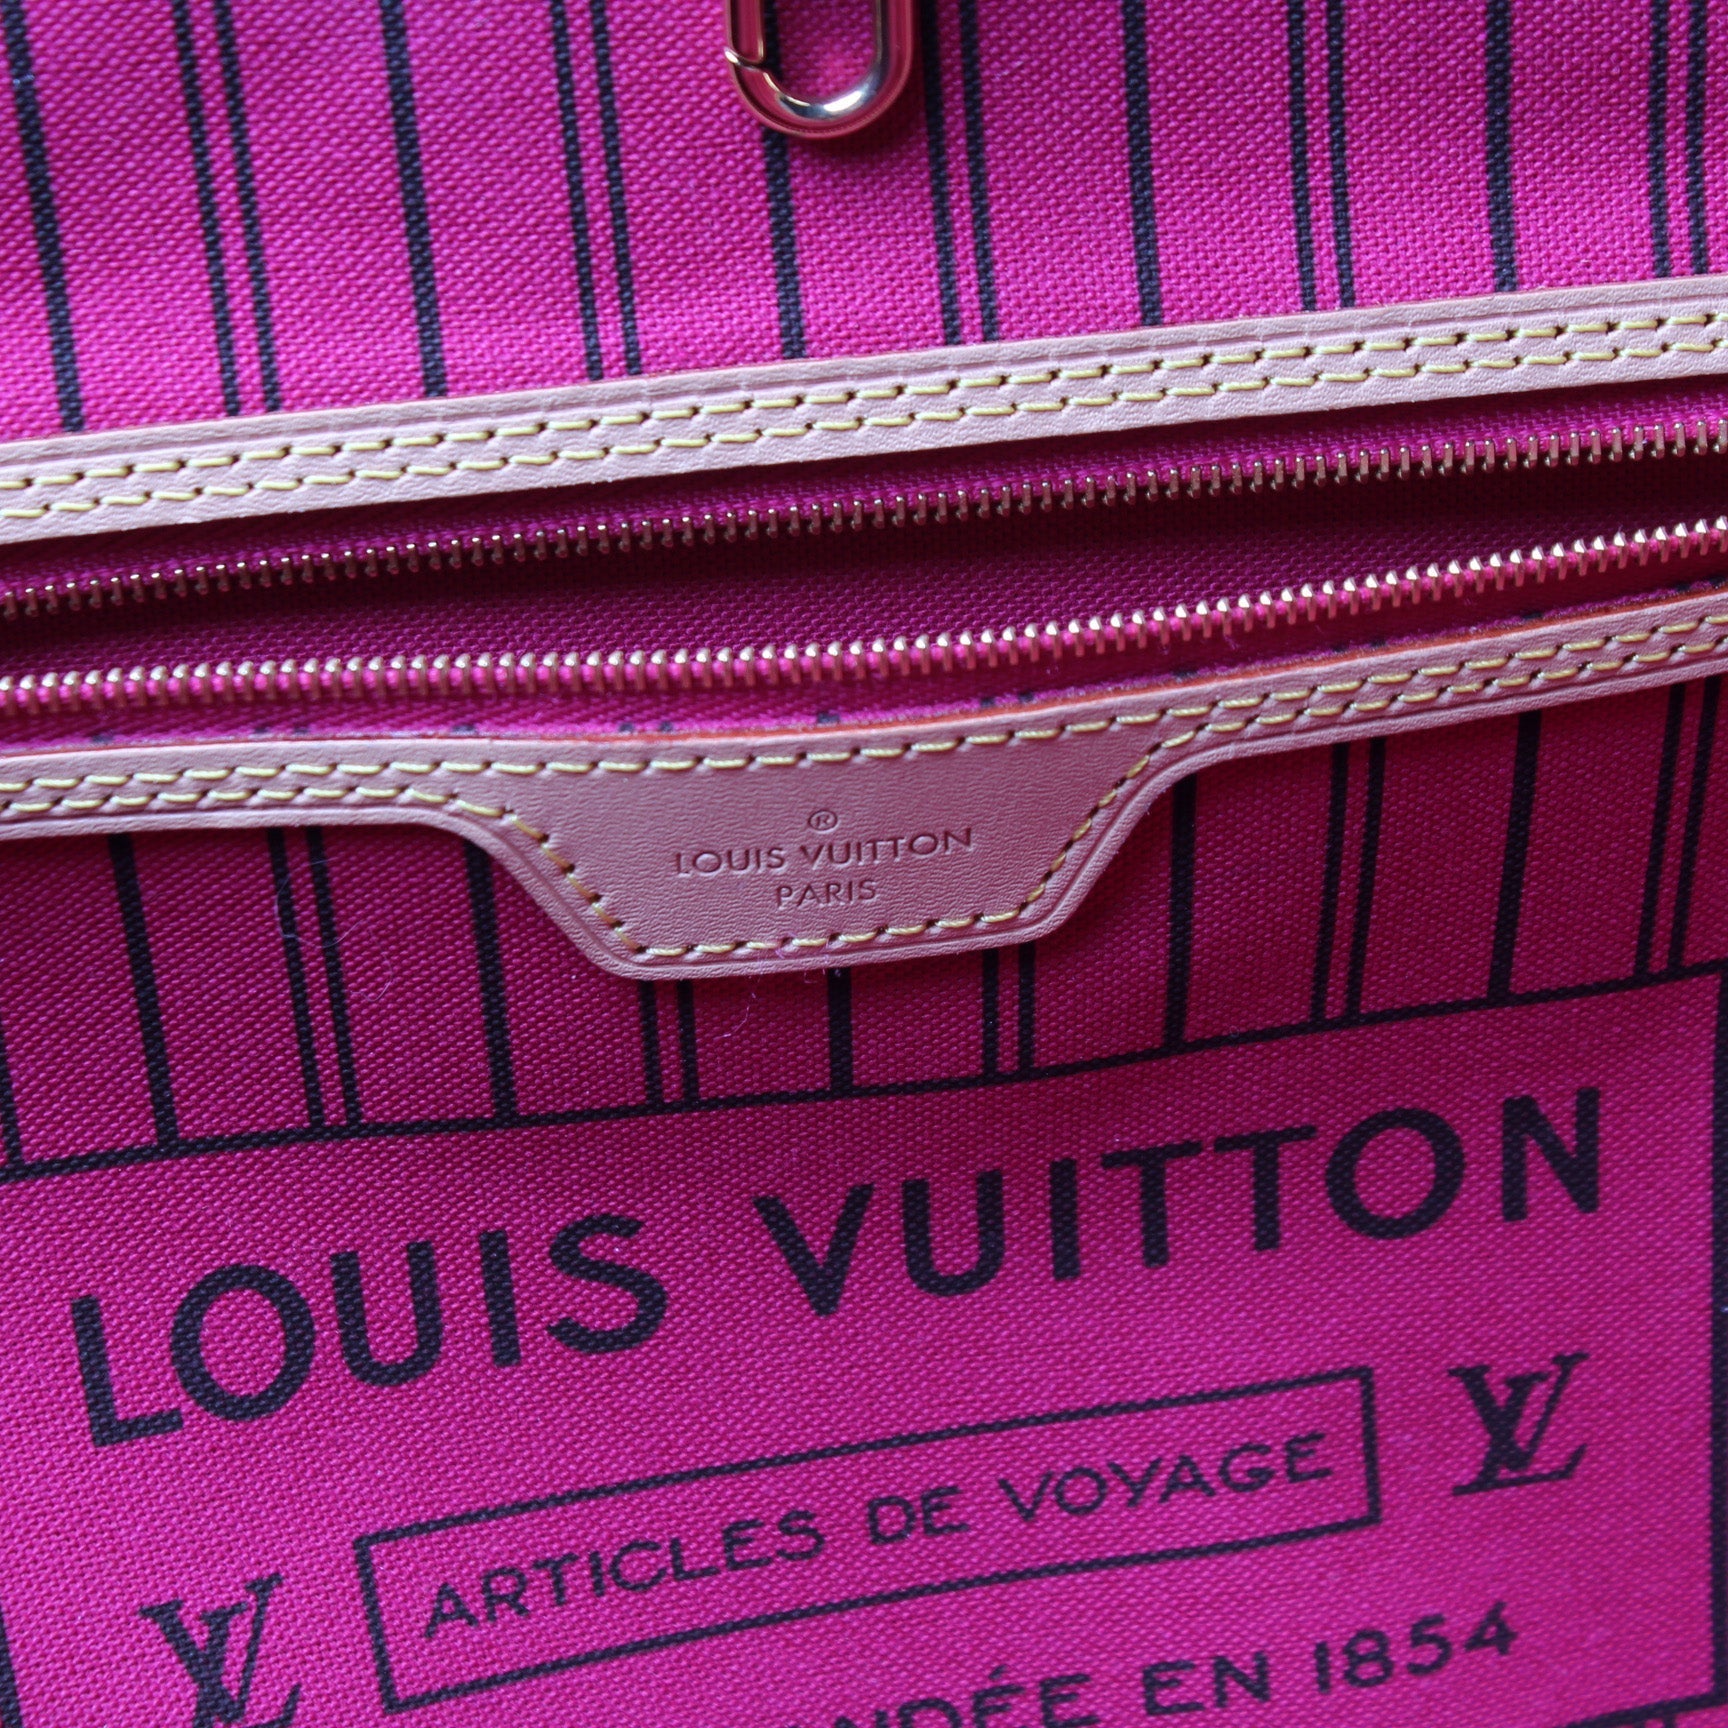 ®
LOUIS VUITTON
PARIS
LOUIS VUITTON
ARTICLES DE VOYAGE
LV
LV
EN 1854